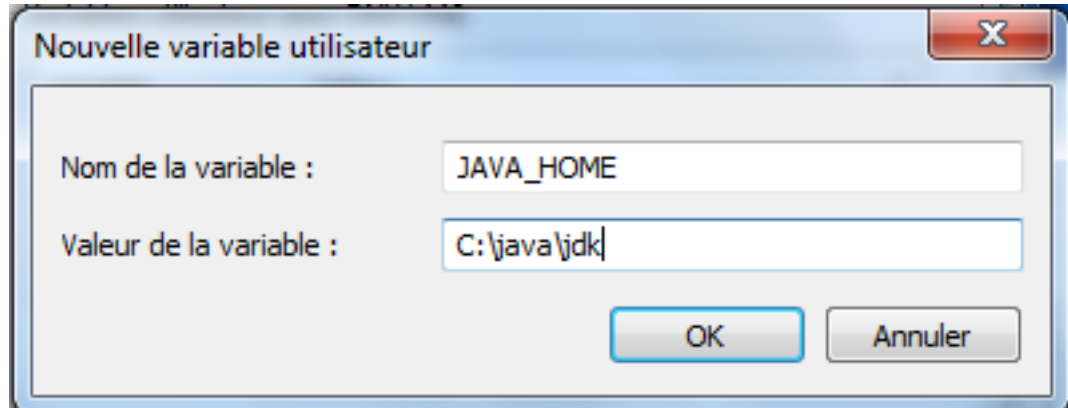 Nouvelle variable utilisateur
Nom de la variable : JAVA_HOME
Valeur de la variable : C:\java\jdk
OK Annuler